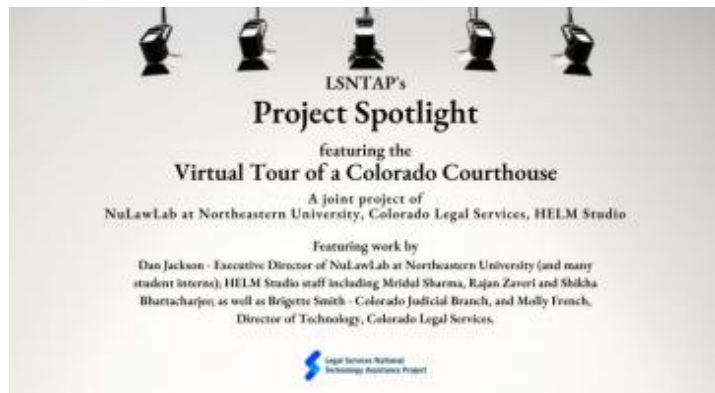 LSNTAP's
Project Spotlight
featuring the
Virtual Tour of a Colorado Courthouse
A joint project of
NuLawLab at Northeastern University, Colorado Legal Services, HELM Studio
Featuring work by
Dan Jackson - Executive Director of NuLawLab at Northeastern University (and many
student interns); HELM Studio staff including Mridul Sharma, Rajan Zaveri and Shikha
Bhattacharjee; as well as Brigette Smith - Colorado Judicial Branch, and Molly French,
Director of Technology, Colorado Legal Services.
Legal Services National
Technology Assistance Project